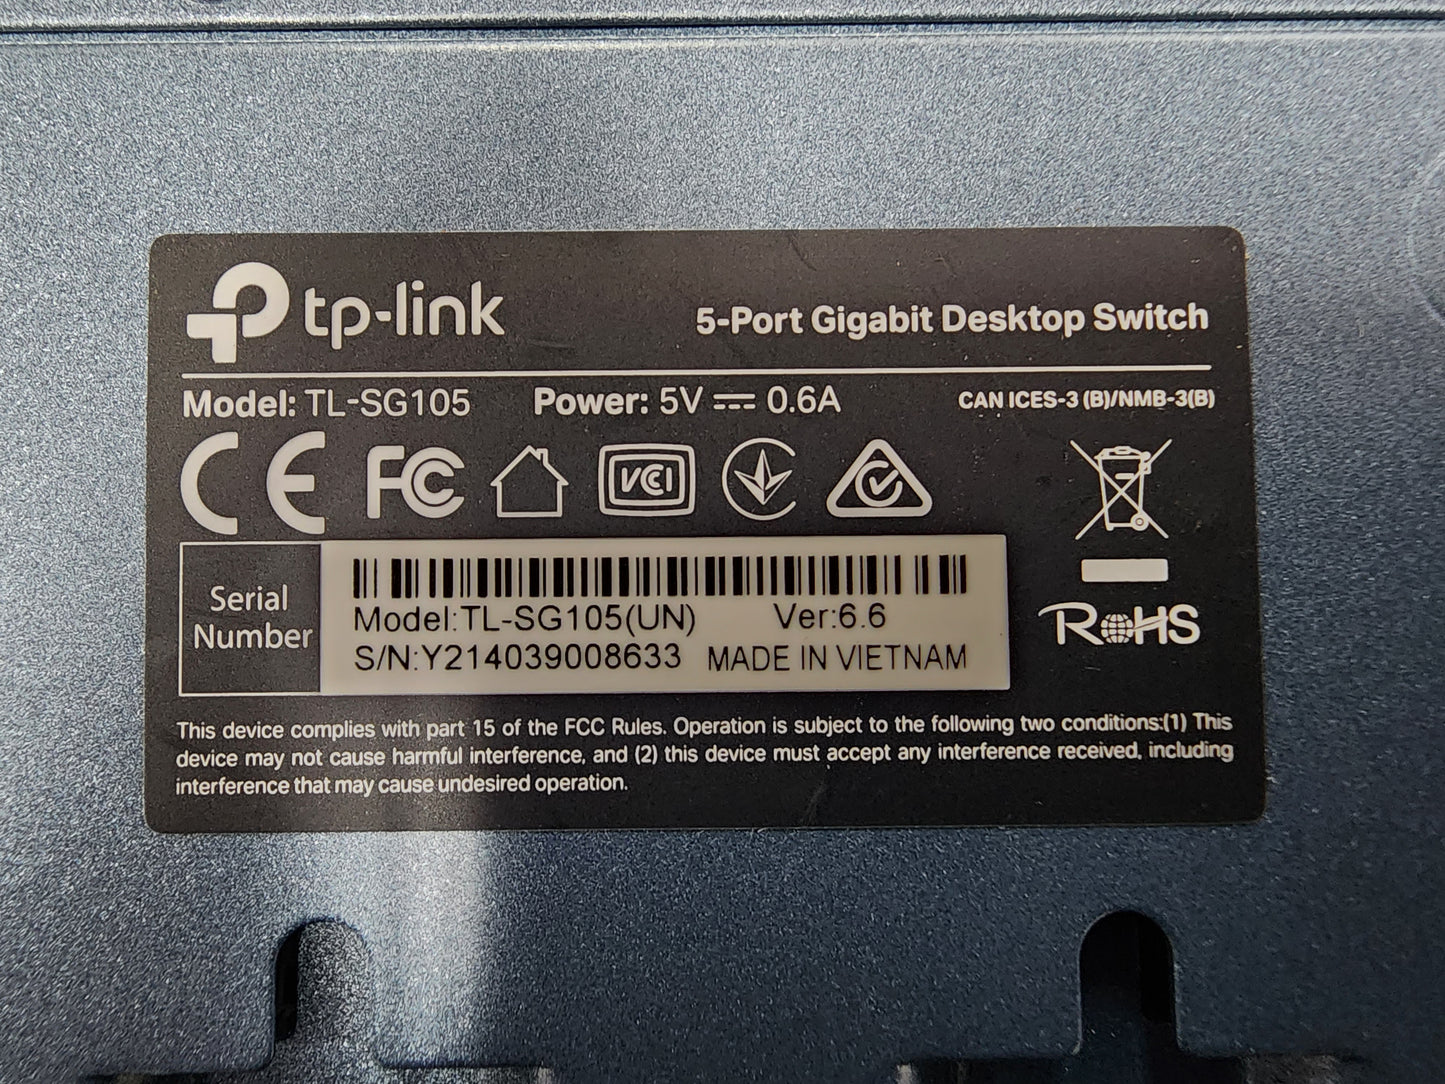 tp-link
5-Port Gigabit Desktop Switch
Model: TL-SG105 Power: 5V ⎓ 0.6A CAN ICES-3 (B)/NMB-3(B)
CE FC VCCI
Serial
Number
Model:TL-SG105(UN) Ver:6.6
S/N:Y214039008633 MADE IN VIETNAM
RoHS
This device complies with part 15 of the FCC Rules. Operation is subject to the following two conditions:(1) This
device may not cause harmful interference, and (2) this device must accept any interference received, including
interference that may cause undesired operation.